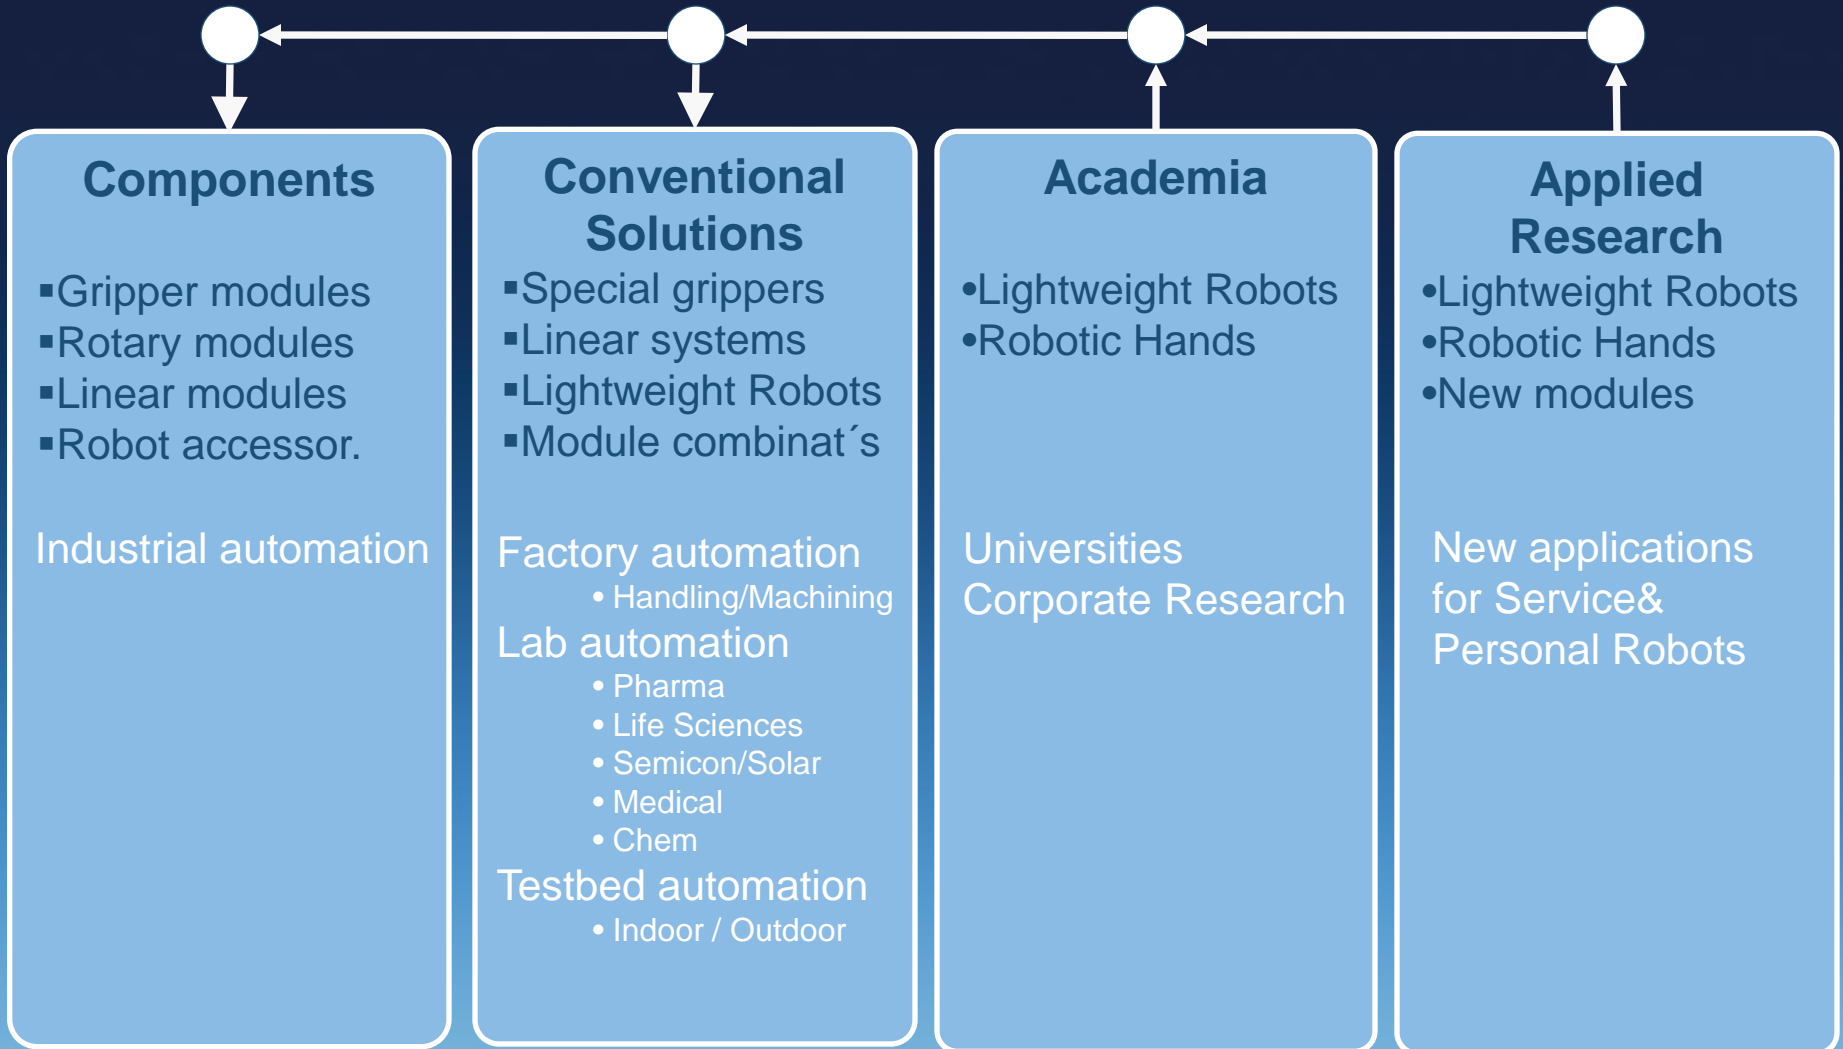 Components
▪Gripper modules
▪Rotary modules
▪Linear modules
▪Robot accessor.
Industrial automation
Conventional
Solutions
▪Special grippers
▪Linear systems
▪Lightweight Robots
▪Module combinat´s
Factory automation
• Handling/Machining
Lab automation
• Pharma
• Life Sciences
• Semicon/Solar
• Medical
• Chem
Testbed automation
• Indoor / Outdoor
Academia
•Lightweight Robots
•Robotic Hands
Universities
Corporate Research
Applied
Research
•Lightweight Robots
•Robotic Hands
•New modules
New applications
for Service&
Personal Robots